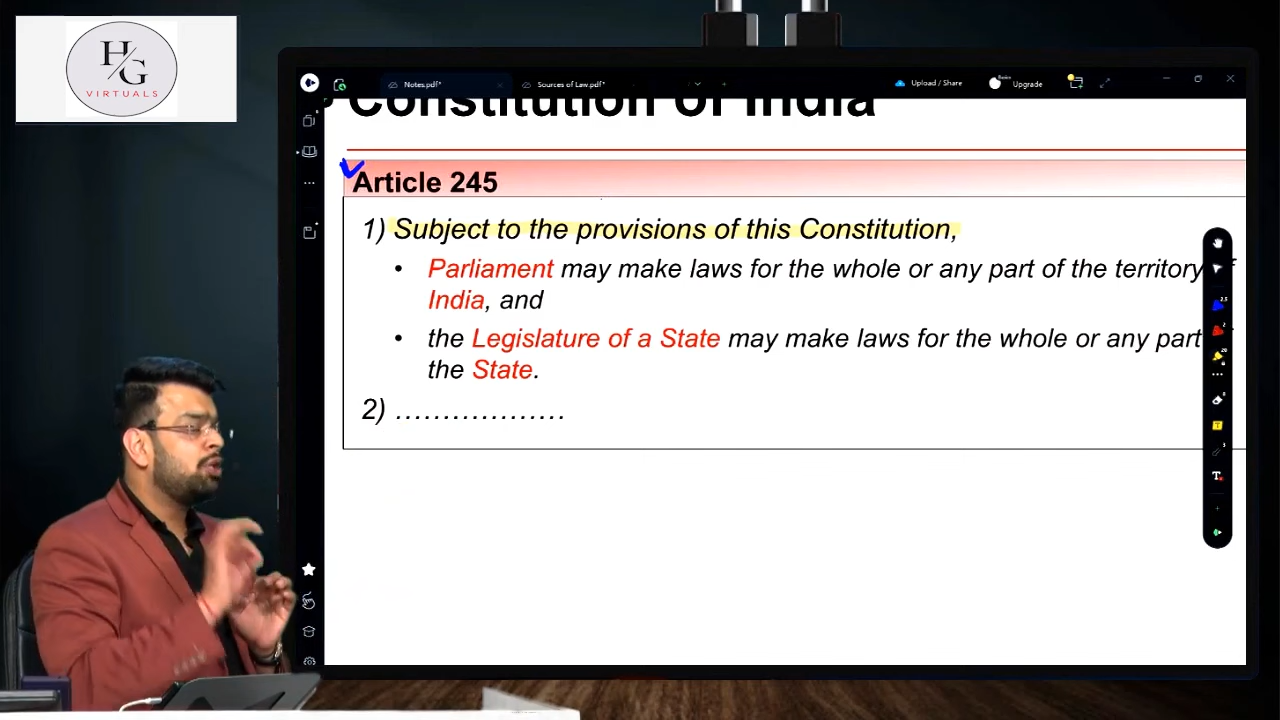 H/G
VIRTUALS
Notes.pdf*
Sources of Law.pdf*
Upload / Share
Upgrade
Constitution of India
Article 245
1) Subject to the provisions of this Constitution,
• Parliament may make laws for the whole or any part of the territory
India, and
• the Legislature of a State may make laws for the whole or any part
the State.
2) ………………